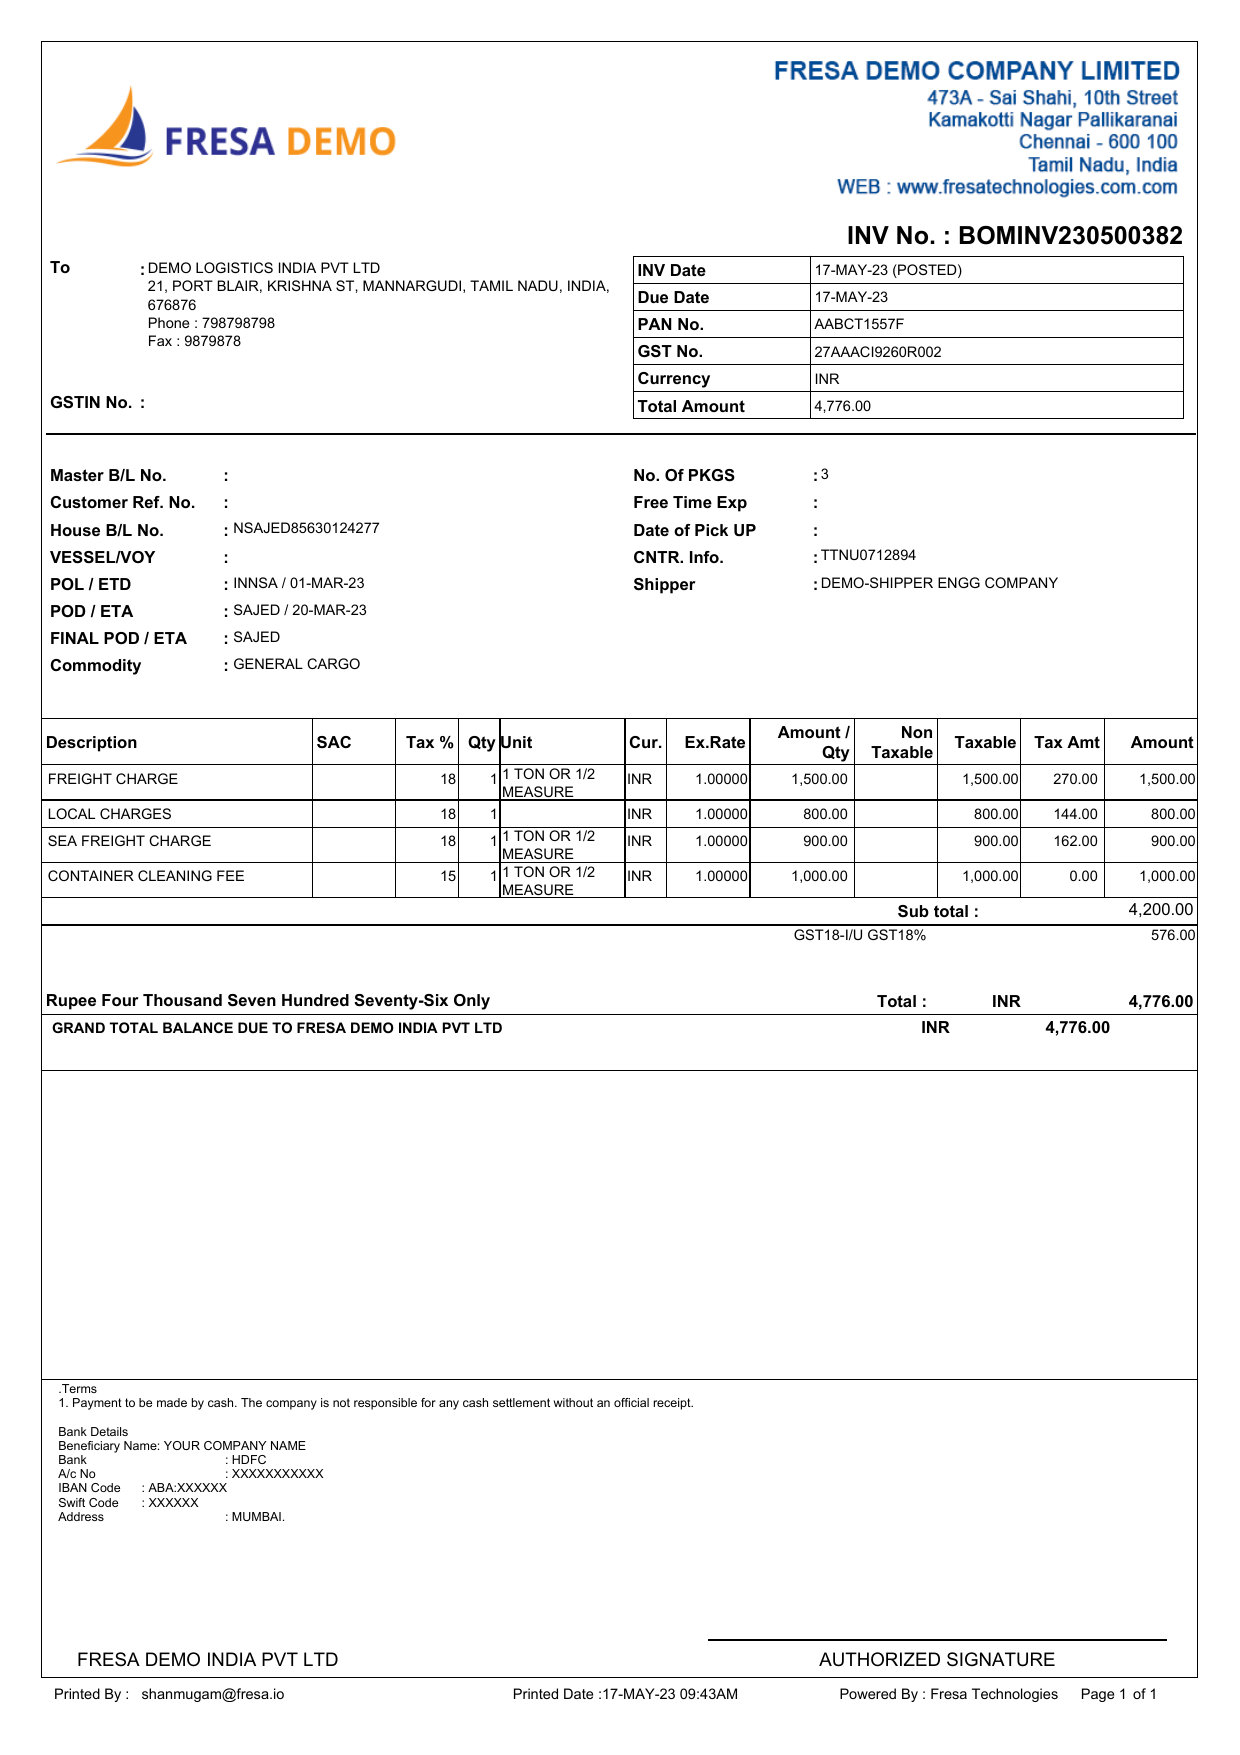 FRESA DEMO COMPANY LIMITED
473A - Sai Shahi, 10th Street
Kamakotti Nagar Pallikaranai
Chennai - 600 100
Tamil Nadu, India
WEB : www.fresatechnologies.com.com
FRESA DEMO
INV No. : BOMINV230500382
To : DEMO LOGISTICS INDIA PVT LTD
21, PORT BLAIR, KRISHNA ST, MANNARGUDI, TAMIL NADU, INDIA,
676876
Phone : 798798798
Fax : 9879878
GSTIN No. :
INV Date 17-MAY-23 (POSTED)
Due Date 17-MAY-23
PAN No. AABCT1557F
GST No. 27AAACI9260R002
Currency INR
Total Amount 4,776.00
Master B/L No. :
Customer Ref. No. :
House B/L No. : NSAJED85630124277
VESSEL/VOY :
POL / ETD : INNSA / 01-MAR-23
POD / ETA : SAJED / 20-MAR-23
FINAL POD / ETA : SAJED
Commodity : GENERAL CARGO
No. Of PKGS : 3
Free Time Exp :
Date of Pick UP :
CNTR. Info. : TTNU0712894
Shipper : DEMO-SHIPPER ENGG COMPANY
Description SAC Tax % Qty Unit Cur. Ex.Rate Amount / Qty Non Taxable Taxable Tax Amt Amount
FREIGHT CHARGE 18 1 1 TON OR 1/2 MEASURE INR 1.00000 1,500.00 1,500.00 270.00 1,500.00
LOCAL CHARGES 18 1 INR 1.00000 800.00 800.00 144.00 800.00
SEA FREIGHT CHARGE 18 1 1 TON OR 1/2 MEASURE INR 1.00000 900.00 900.00 162.00 900.00
CONTAINER CLEANING FEE 15 1 1 TON OR 1/2 MEASURE INR 1.00000 1,000.00 1,000.00 0.00 1,000.00
Sub total : 4,200.00
GST18-I/U GST18% 576.00
Rupee Four Thousand Seven Hundred Seventy-Six Only Total : INR 4,776.00
GRAND TOTAL BALANCE DUE TO FRESA DEMO INDIA PVT LTD INR 4,776.00
.Terms
1. Payment to be made by cash. The company is not responsible for any cash settlement without an official receipt.
Bank Details
Beneficiary Name: YOUR COMPANY NAME
Bank : HDFC
A/c No : XXXXXXXXXXX
IBAN Code : ABA:XXXXXX
Swift Code : XXXXXX
Address : MUMBAI.
FRESA DEMO INDIA PVT LTD AUTHORIZED SIGNATURE
Printed By : shanmugam@fresa.io Printed Date :17-MAY-23 09:43AM Powered By : Fresa Technologies Page 1 of 1